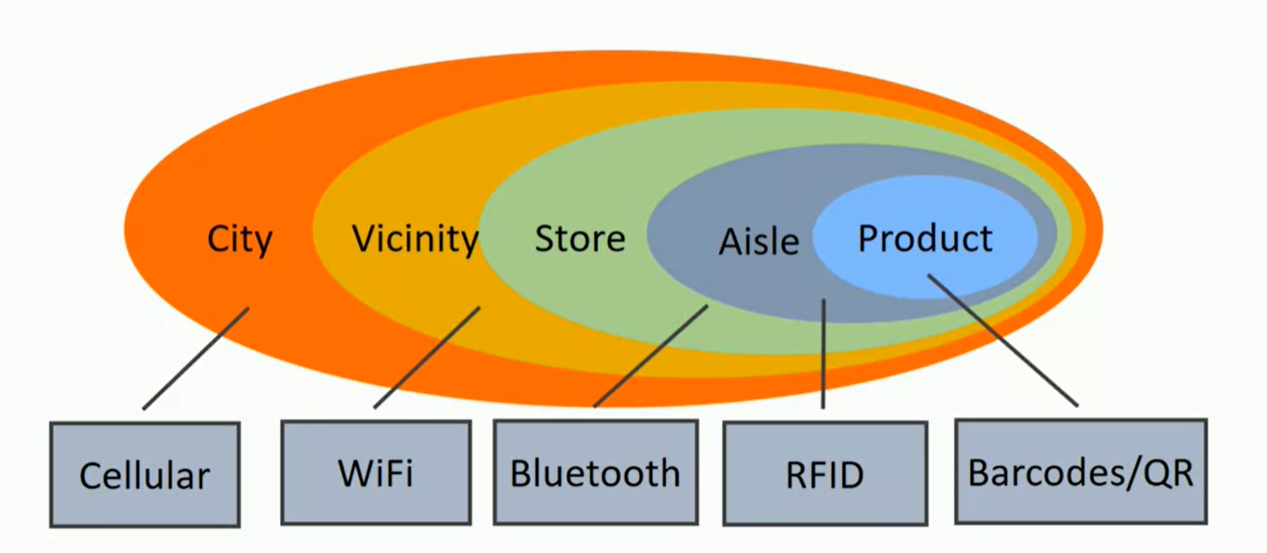 City
Vicinity
Store
Aisle
Product
Cellular
WiFi
Bluetooth
RFID
Barcodes/QR